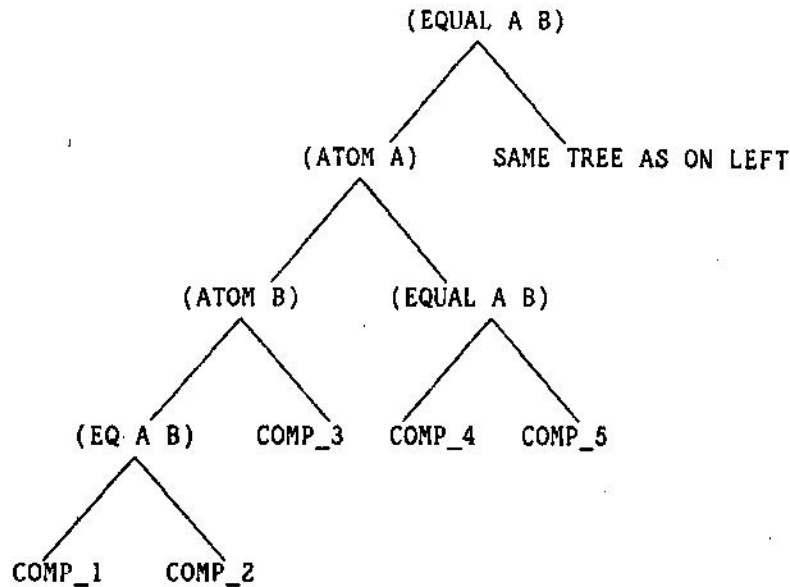 (EQUAL A B)
(ATOM A) SAME TREE AS ON LEFT
(ATOM B) (EQUAL A B)
(EQ A B) COMP_3 COMP_4 COMP_5
COMP_1 COMP_2